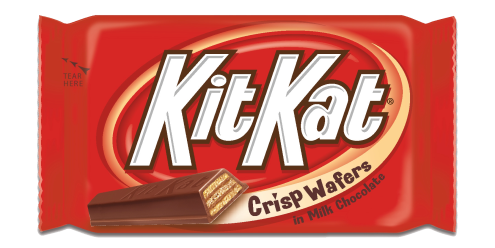 TEAR
HERE
KitKat®
Crisp Wafers
in Milk Chocolate